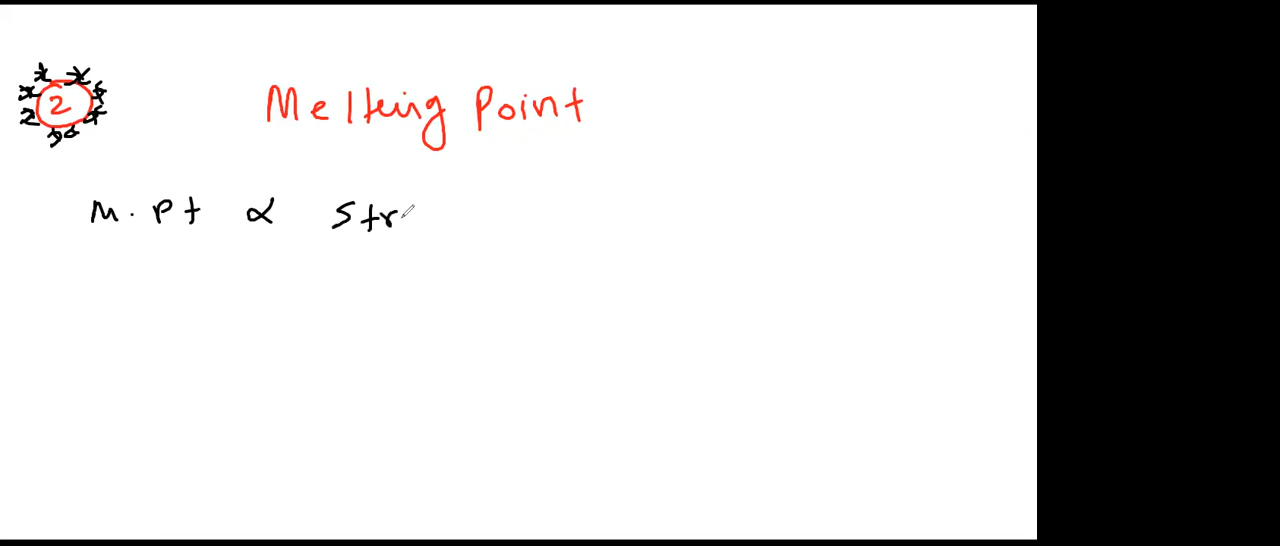 2 Melting Point
M. Pt ∝ Str